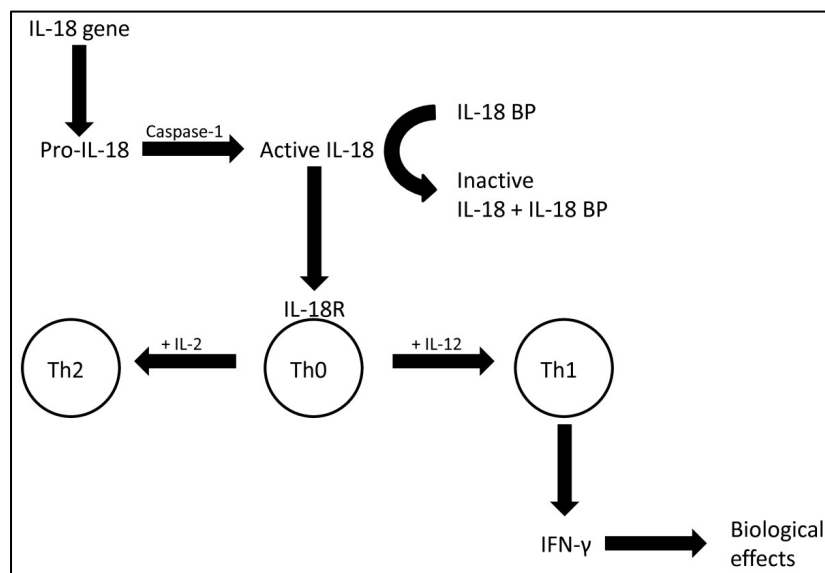 IL-18 gene
Pro-IL-18
Caspase-1
Active IL-18
IL-18 BP
Inactive
IL-18 + IL-18 BP
IL-18R
Th2
+ IL-2
Th0
+ IL-12
Th1
IFN-γ
Biological
effects